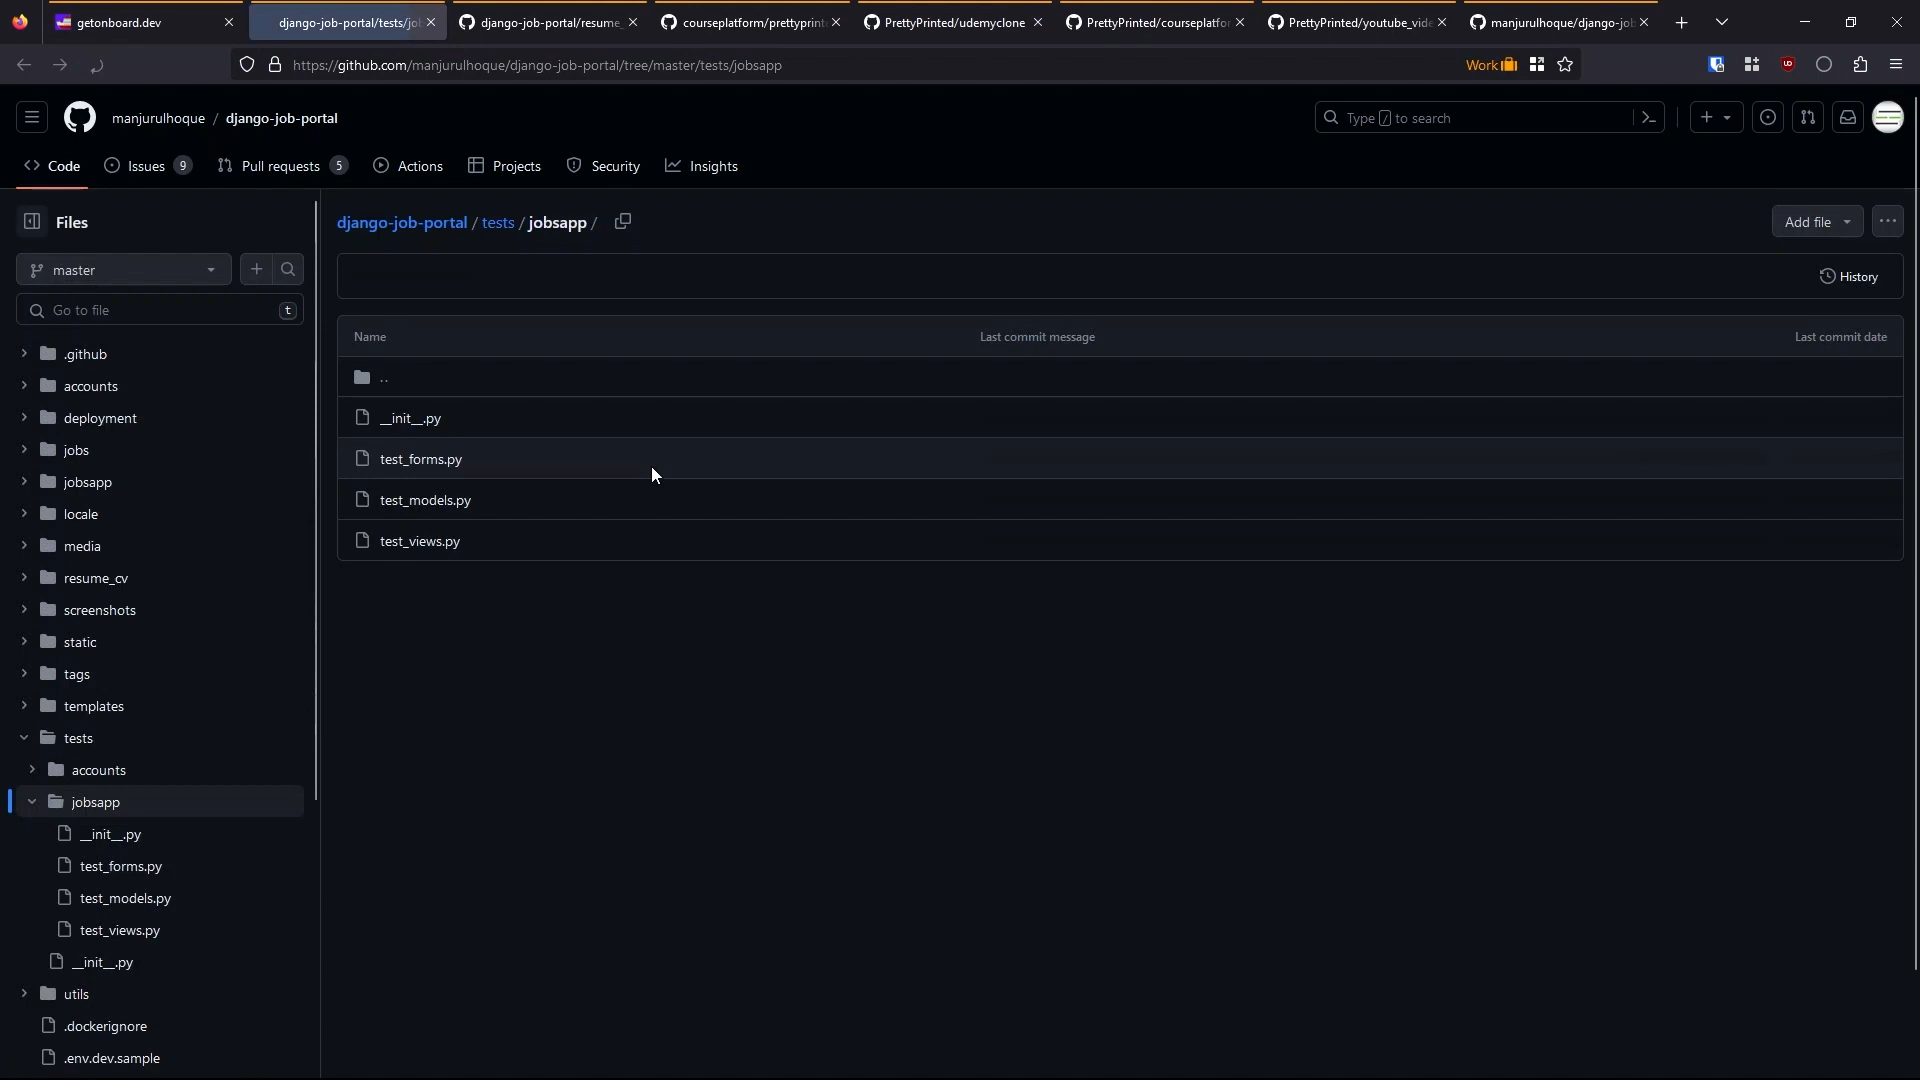 getonboard.dev
django-job-portal/tests/jo
django-job-portal/resume_
courseplatform/prettyprint
PrettyPrinted/udemyclone
PrettyPrinted/courseplatfor
PrettyPrinted/youtube_vide
manjurulhoque/django-job
https://github.com/manjurulhoque/django-job-portal/tree/master/tests/jobsapp
Work
manjurulhoque / django-job-portal
Type / to search
Code
Issues 9
Pull requests 5
Actions
Projects
Security
Insights
Files
master
Go to file
t
.github
accounts
deployment
jobs
jobsapp
locale
media
resume_cv
screenshots
static
tags
templates
tests
accounts
jobsapp
__init__.py
test_forms.py
test_models.py
test_views.py
__init__.py
utils
.dockerignore
.env.dev.sample
django-job-portal / tests / jobsapp /
Add file
History
Name Last commit message Last commit date
..
__init__.py
test_forms.py
test_models.py
test_views.py